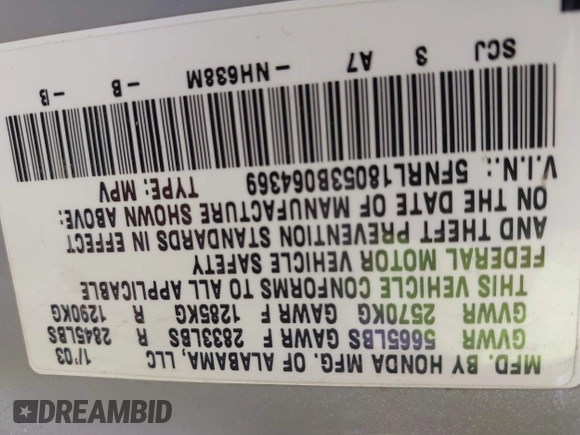 MFD. BY HONDA MFG. OF ALABAMA, LLC 1/'03
GVWR 5665LBS GAWR F 2833LBS R 2845LBS
GVWR 2570KG GAWR F 1285KG R 1290KG
THIS VEHICLE CONFORMS TO ALL APPLICABLE
FEDERAL MOTOR VEHICLE SAFETY
AND THEFT PREVENTION STANDARDS IN EFFECT
ON THE DATE OF MANUFACTURE SHOWN ABOVE:
V.I.N.: 5FNRL18053B064369 TYPE: MPV
SCJ 3 A7 -NH638M -B -B
DREAMBID